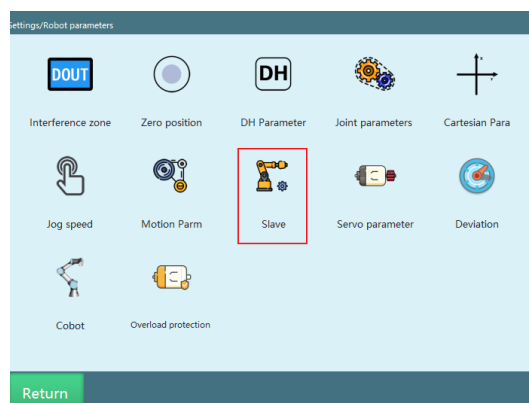 Settings/Robot parameters
DOUT
DH
Interference zone
Zero position
DH Parameter
Joint parameters
Cartesian Para
Jog speed
Motion Parm
Slave
Servo parameter
Deviation
Cobot
Overload protection
Return